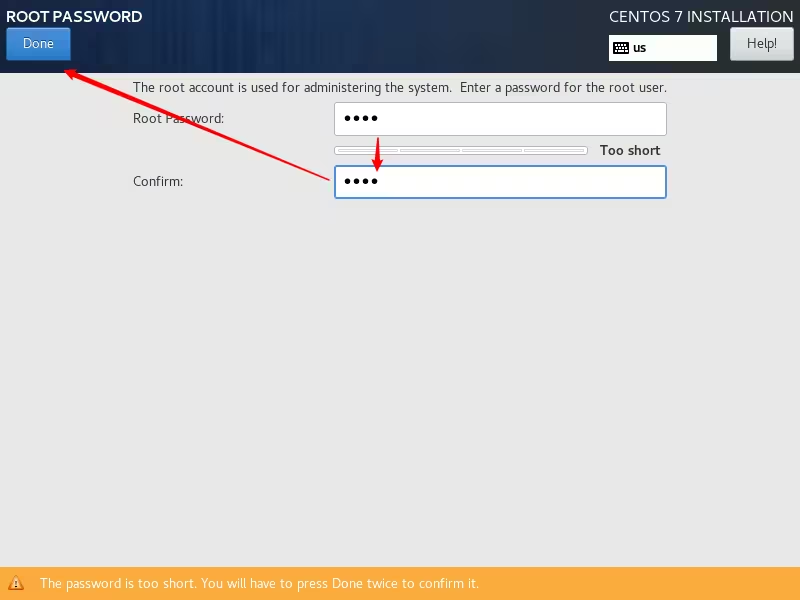 ROOT PASSWORD
CENTOS 7 INSTALLATION
Done
us
Help!
The root account is used for administering the system.  Enter a password for the root user.
Root Password:
••••
Too short
Confirm:
••••
The password is too short. You will have to press Done twice to confirm it.